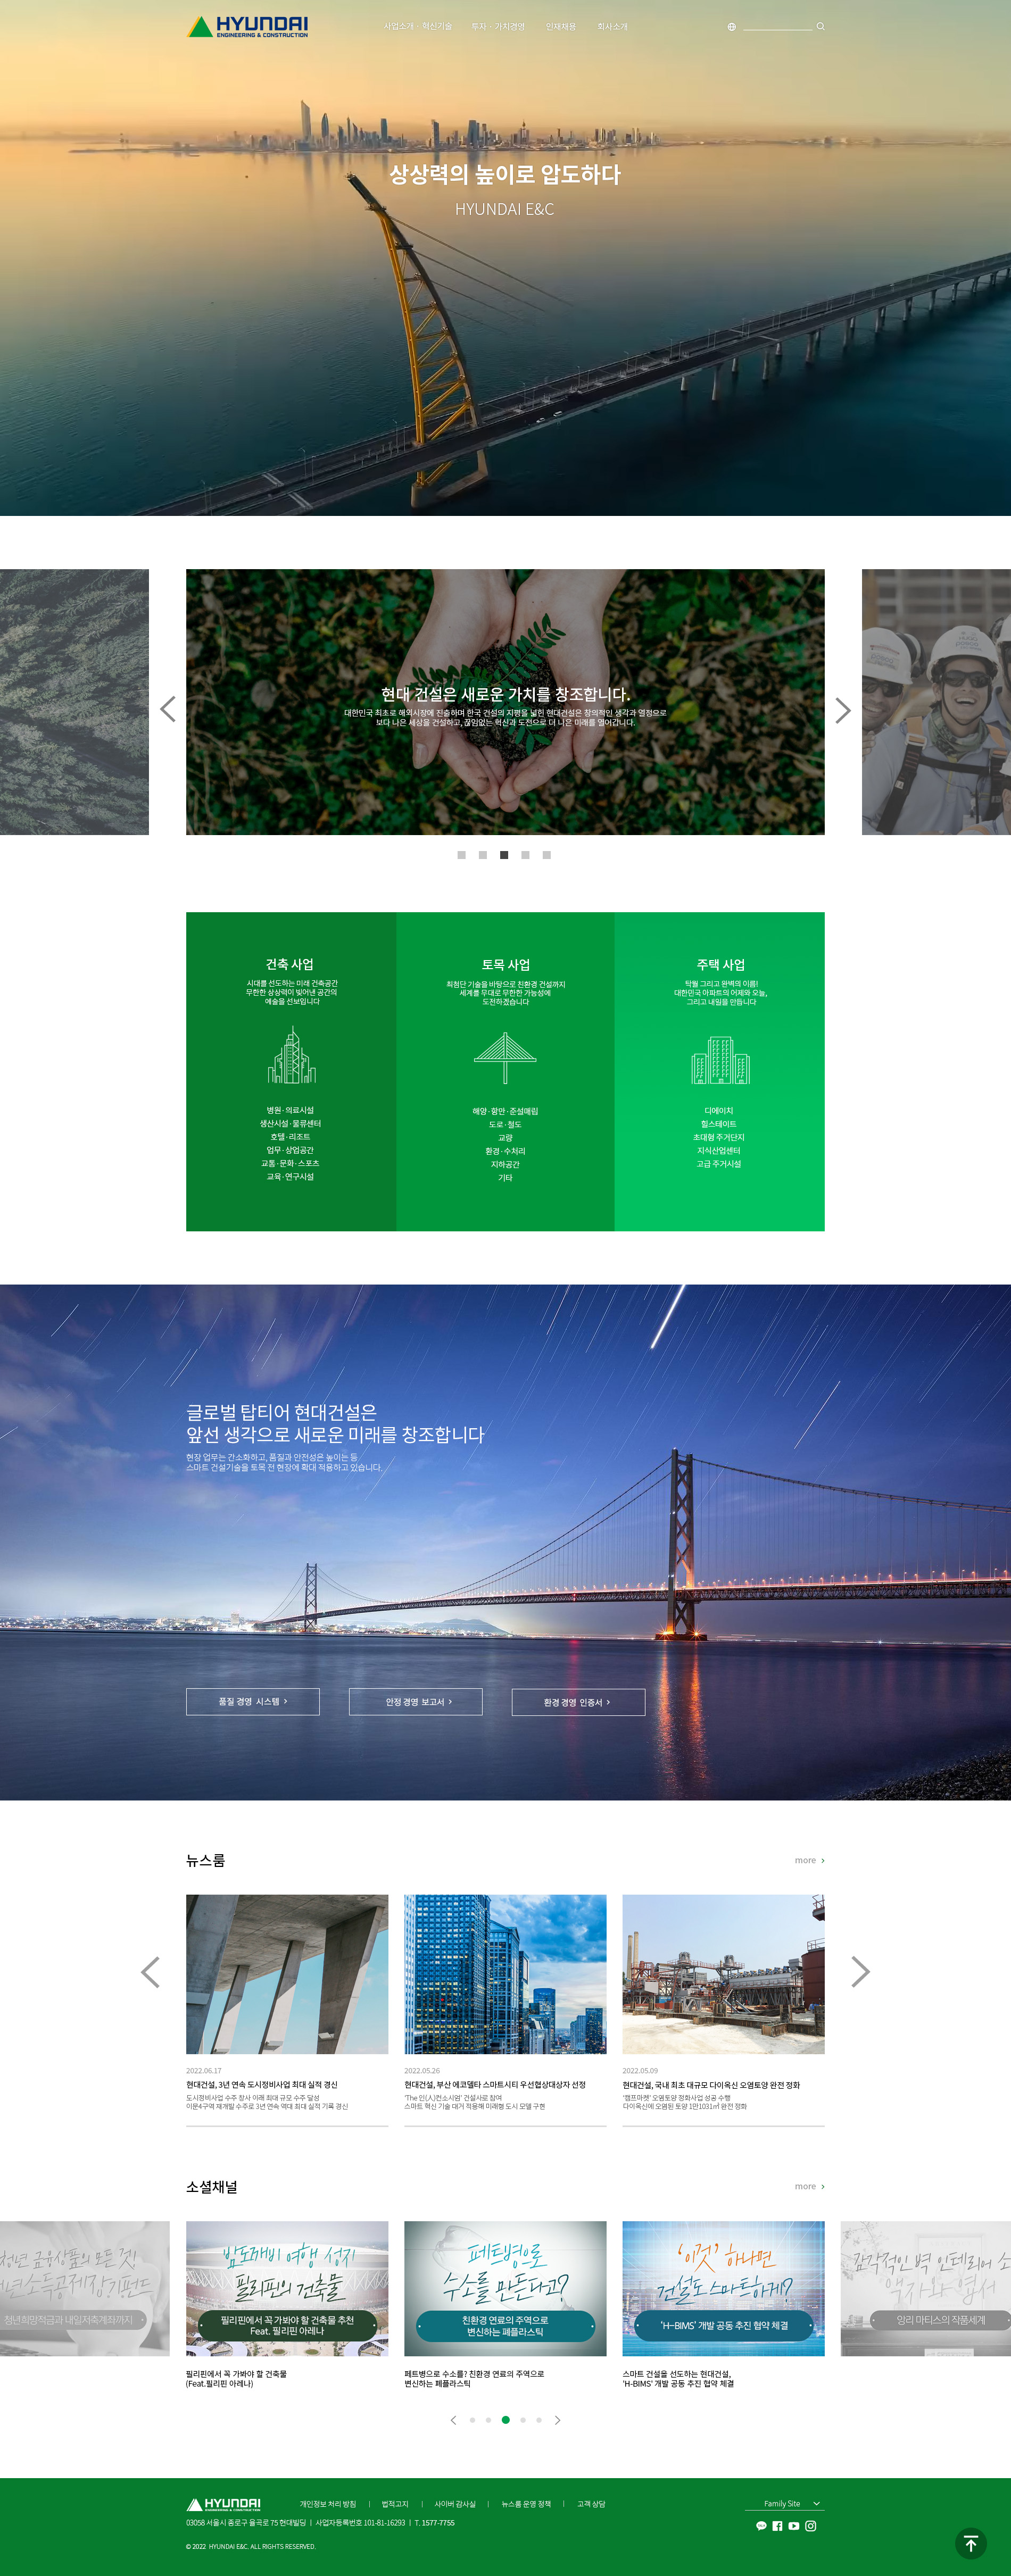 HYUNDAI
ENGINEERING & CONSTRUCTION
사업소개 · 혁신기술
투자 · 가치경영
인재채용
회사소개
상상력의 높이로 압도하다
HYUNDAI E&C
현대 건설은 새로운 가치를 창조합니다.
대한민국 최초로 해외시장에 진출하며 한국 건설의 지평을 넓힌 현대건설은 창의적인 생각과 열정으로
보다 나은 세상을 건설하고, 끊임없는 혁신과 도전으로 더 나은 미래를 열어갑니다.
건축 사업
시대를 선도하는 미래 건축공간
무한한 상상력이 빚어낸 공간의
예술을 선보입니다
병원·의료시설
생산시설·물류센터
호텔·리조트
업무·상업공간
교통·문화·스포츠
교육·연구시설
토목 사업
최첨단 기술을 바탕으로 친환경 건설까지
세계를 무대로 무한한 가능성에
도전하겠습니다
해양·항만·준설매립
도로·철도
교량
환경·수처리
지하공간
기타
주택 사업
탁월 그리고 완벽의 이름!
대한민국 아파트의 어제와 오늘,
그리고 내일을 만듭니다
디에이치
힐스테이트
초대형 주거단지
지식산업센터
고급 주거시설
글로벌 탑티어 현대건설은
앞선 생각으로 새로운 미래를 창조합니다
현장 업무는 간소화하고, 품질과 안전성은 높이는 등
스마트 건설기술을 토목 전 현장에 확대 적용하고 있습니다.
품질 경영 시스템 >
안정 경영 보고서 >
환경 경영 인증서 >
뉴스룸
more >
2022.06.17
현대건설, 3년 연속 도시정비사업 최대 실적 경신
도시정비사업 수주 창사 이래 최대 규모 수주 달성
이문4구역 재개발 수주로 3년 연속 역대 최대 실적 기록 경신
2022.05.26
현대건설, 부산 에코델타 스마트시티 우선협상대상자 선정
'The 인(人)컨소시엄' 건설사로 참여
스마트 혁신 기술 대거 적용해 미래형 도시 모델 구현
2022.05.09
현대건설, 국내 최초 대규모 다이옥신 오염토양 완전 정화
'캠프마켓' 오염토양 정화사업 성공 수행
다이옥신에 오염된 토양 1만1031㎥ 완전 정화
소셜채널
more >
청년 금융상품의 모든 것!
청년희망적금과 내일저축계좌까지
밤도깨비 여행 성지
필리핀의 건축물
필리핀에서 꼭 가봐야 할 건축물 추천
Feat. 필리핀 아레나
페트병으로
수소를 만든다고?
친환경 연료의 주역으로
변신하는 페플라스틱
'이것' 하나면
건설도 스마트하게?
'H-BIMS' 개발 공동 추진 협약 체결
감각적인 벽 인테리어 소
앙리 마티스의 작품세계
필리핀에서 꼭 가봐야 할 건축물
(Feat.필리핀 아레나)
페트병으로 수소를? 친환경 연료의 주역으로
변신하는 페플라스틱
스마트 건설을 선도하는 현대건설,
'H-BIMS' 개발 공동 추진 협약 체결
HYUNDAI
ENGINEERING & CONSTRUCTION
개인정보 처리 방침 | 법적고지 | 사이버 감사실 | 뉴스룸 운영 정책 | 고객 상담
Family Site
03058 서울시 종로구 율곡로 75 현대빌딩 | 사업자등록번호 101-81-16293 | T. 1577-7755
© 2022 HYUNDAI E&C. ALL RIGHTS RESERVED.